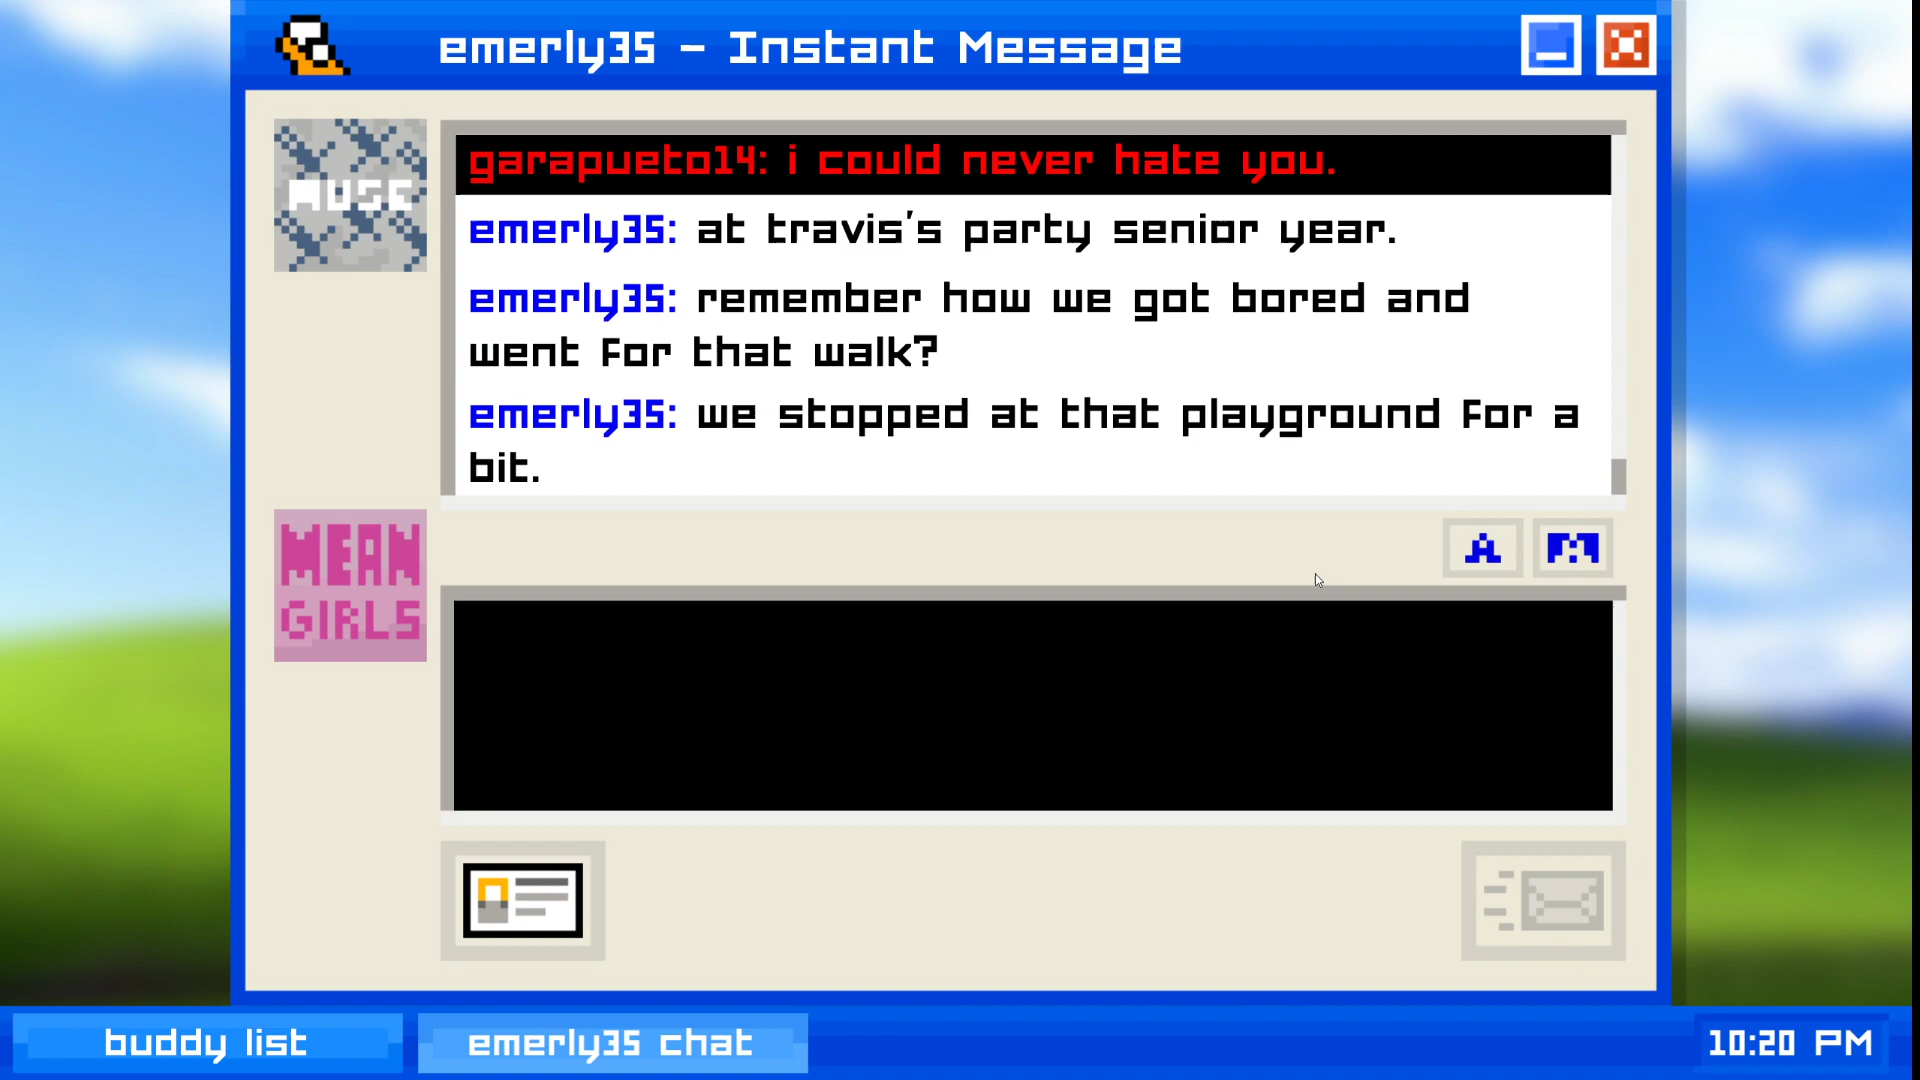 emerly35 - Instant Message
MUSE
garapueto14: i could never hate you.
emerly35: at travis's party senior year.
emerly35: remember how we got bored and
went for that walk?
emerly35: we stopped at that playground for a
bit.
MEAN
GIRLS
A
buddy list
emerly35 chat
10:20 PM